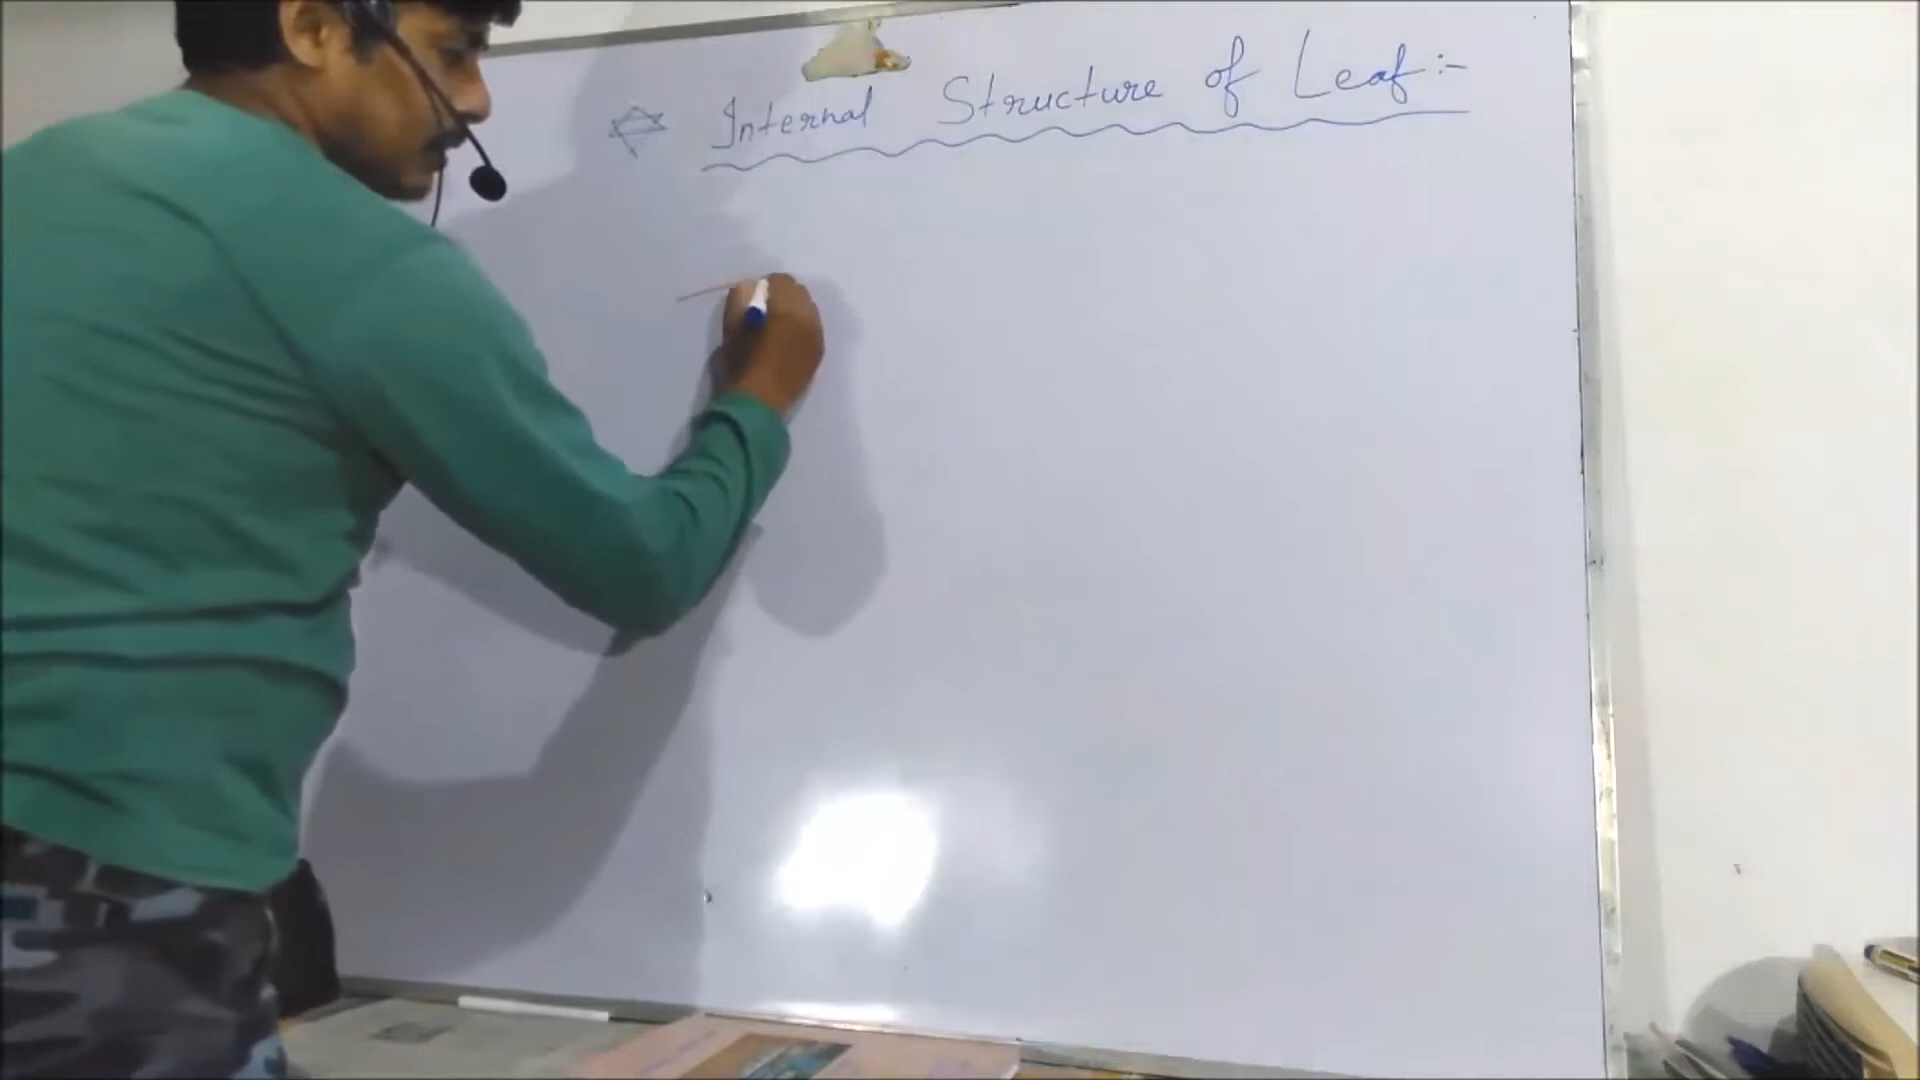 Internal Structure of Leaf :-